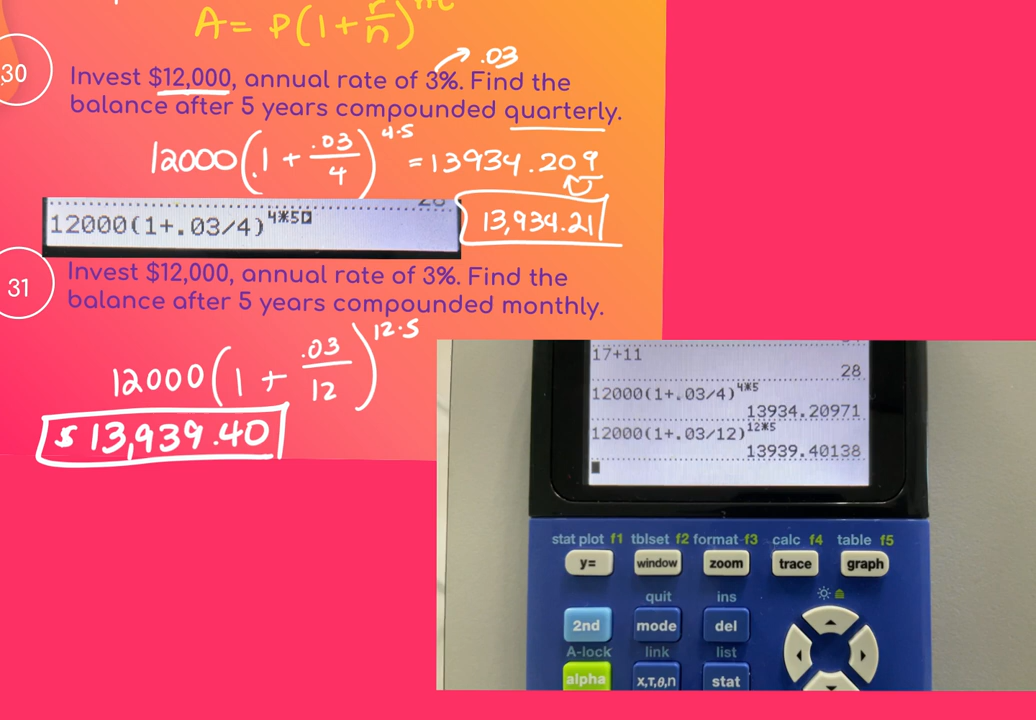 A = P(1 + r/n)^nt
.03
30
Invest $12,000, annual rate of 3%. Find the
balance after 5 years compounded quarterly.
12000(1 + .03/4)^4·5 = 13934.209
13,934.21
12000(1+.03/4)^4*5
31
Invest $12,000, annual rate of 3%. Find the
balance after 5 years compounded monthly.
12000(1 + .03/12)^12·5
$ 13,939.40
17+11
28
12000(1+.03/4)^4*5
13934.20971
12000(1+.03/12)^12*5
13939.40138
stat plot f1 tblset f2 format f3 calc f4 table f5
y= window zoom trace graph
quit ins
2nd mode del
A-lock link list
alpha X,T,θ,n stat